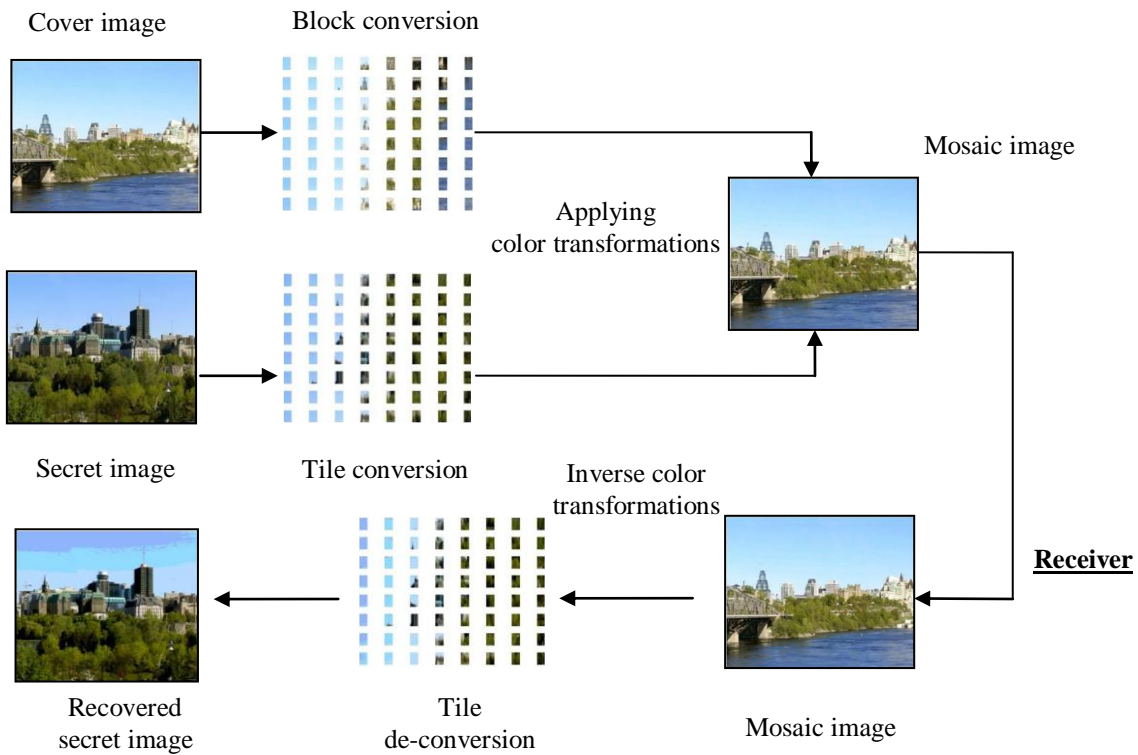 Cover image
Block conversion
Mosaic image
Applying
color transformations
Secret image
Tile conversion
Inverse color
transformations
Receiver
Recovered
secret image
Tile
de-conversion
Mosaic image